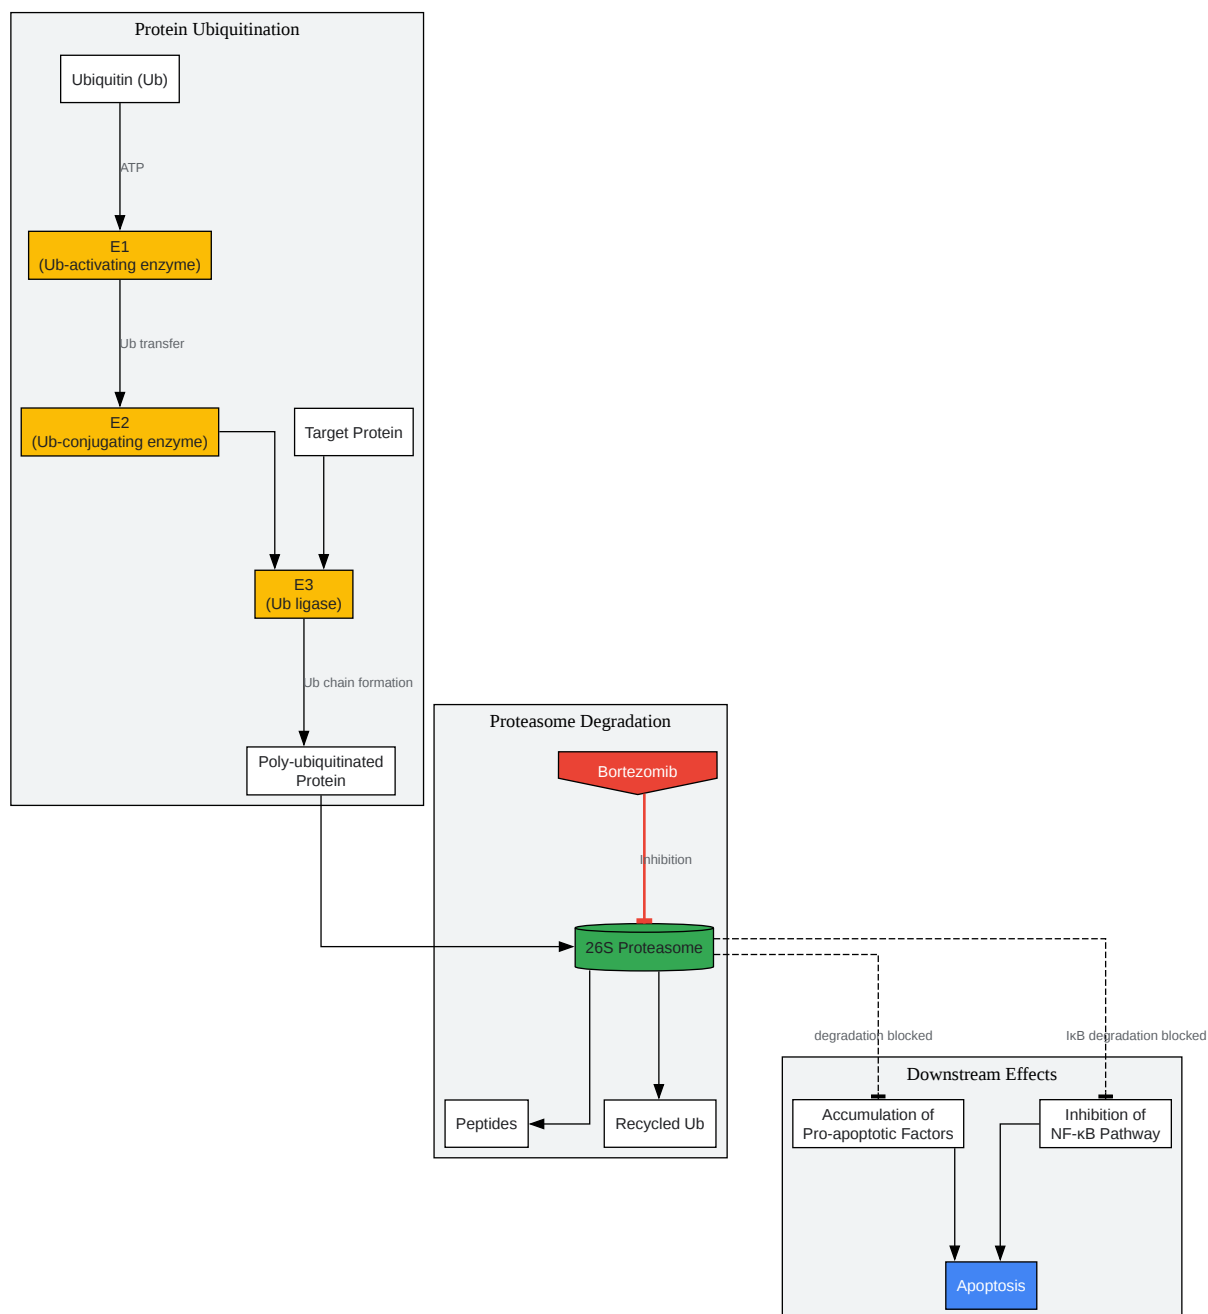 Protein Ubiquitination
Ubiquitin (Ub)
ATP
E1
(Ub-activating enzyme)
Ub transfer
E2
(Ub-conjugating enzyme)
Target Protein
E3
(Ub ligase)
Ub chain formation
Poly-ubiquitinated
Protein
Proteasome Degradation
Bortezomib
Inhibition
26S Proteasome
Peptides
Recycled Ub
degradation blocked
IκB degradation blocked
Downstream Effects
Accumulation of
Pro-apoptotic Factors
Inhibition of
NF-κB Pathway
Apoptosis